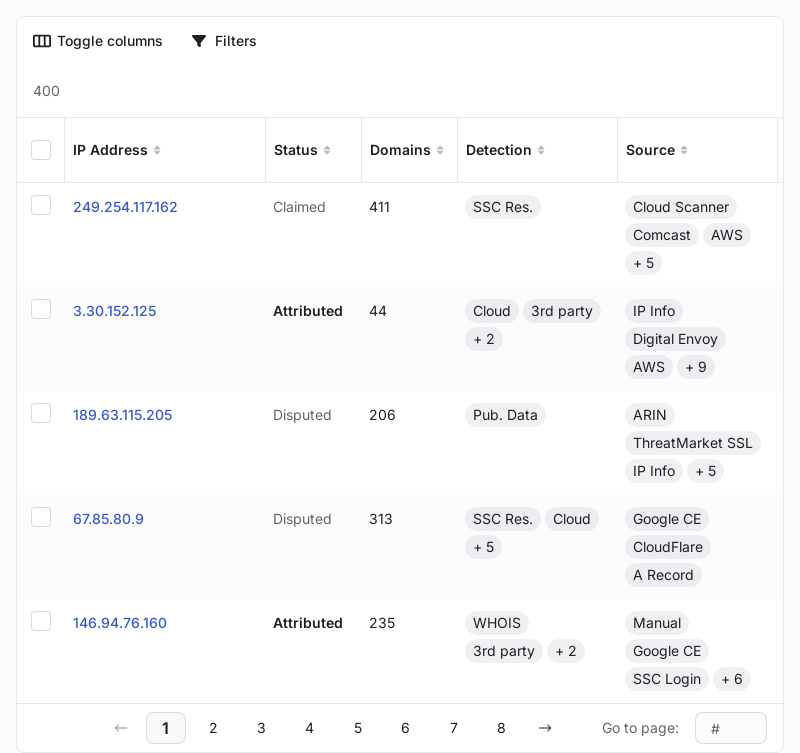 Toggle columns Filters
400
IP Address Status Domains Detection Source
249.254.117.162 Claimed 411 SSC Res. Cloud Scanner
Comcast AWS
+ 5
3.30.152.125 Attributed 44 Cloud 3rd party IP Info
+ 2 Digital Envoy
AWS + 9
189.63.115.205 Disputed 206 Pub. Data ARIN
ThreatMarket SSL
IP Info + 5
67.85.80.9 Disputed 313 SSC Res. Cloud Google CE
+ 5 CloudFlare
A Record
146.94.76.160 Attributed 235 WHOIS Manual
3rd party + 2 Google CE
SSC Login + 6
← 1 2 3 4 5 6 7 8 → Go to page: #